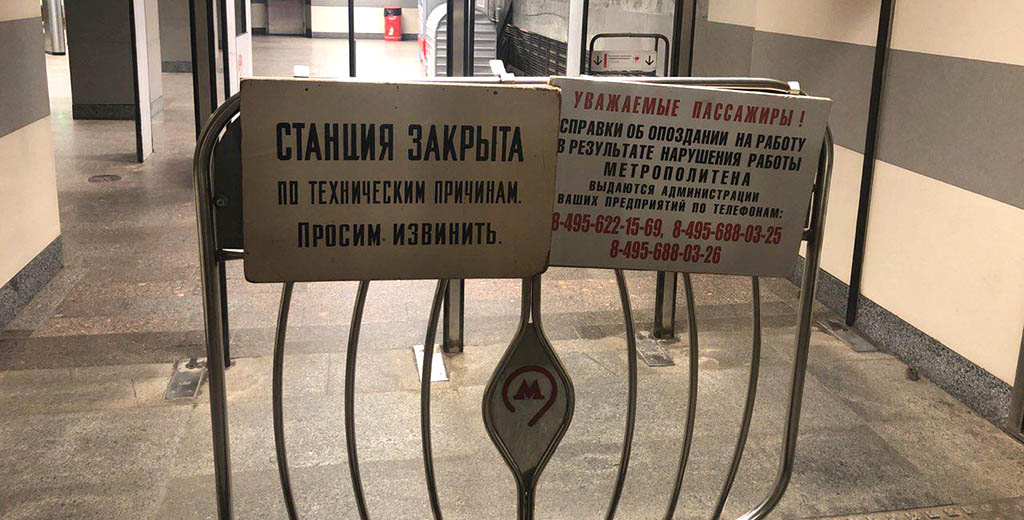 СТАНЦИЯ ЗАКРЫТА
ПО ТЕХНИЧЕСКИМ ПРИЧИНАМ.
ПРОСИМ ИЗВИНИТЬ.
УВАЖАЕМЫЕ ПАССАЖИРЫ!
СПРАВКИ ОБ ОПОЗДАНИИ НА РАБОТУ
В РЕЗУЛЬТАТЕ НАРУШЕНИЯ РАБОТЫ
МЕТРОПОЛИТЕНА
ВЫДАЮТСЯ АДМИНИСТРАЦИИ
ВАШИХ ПРЕДПРИЯТИЙ ПО ТЕЛЕФОНАМ:
8-495-622-15-69, 8-495-688-03-25
8-495-688-03-26
М